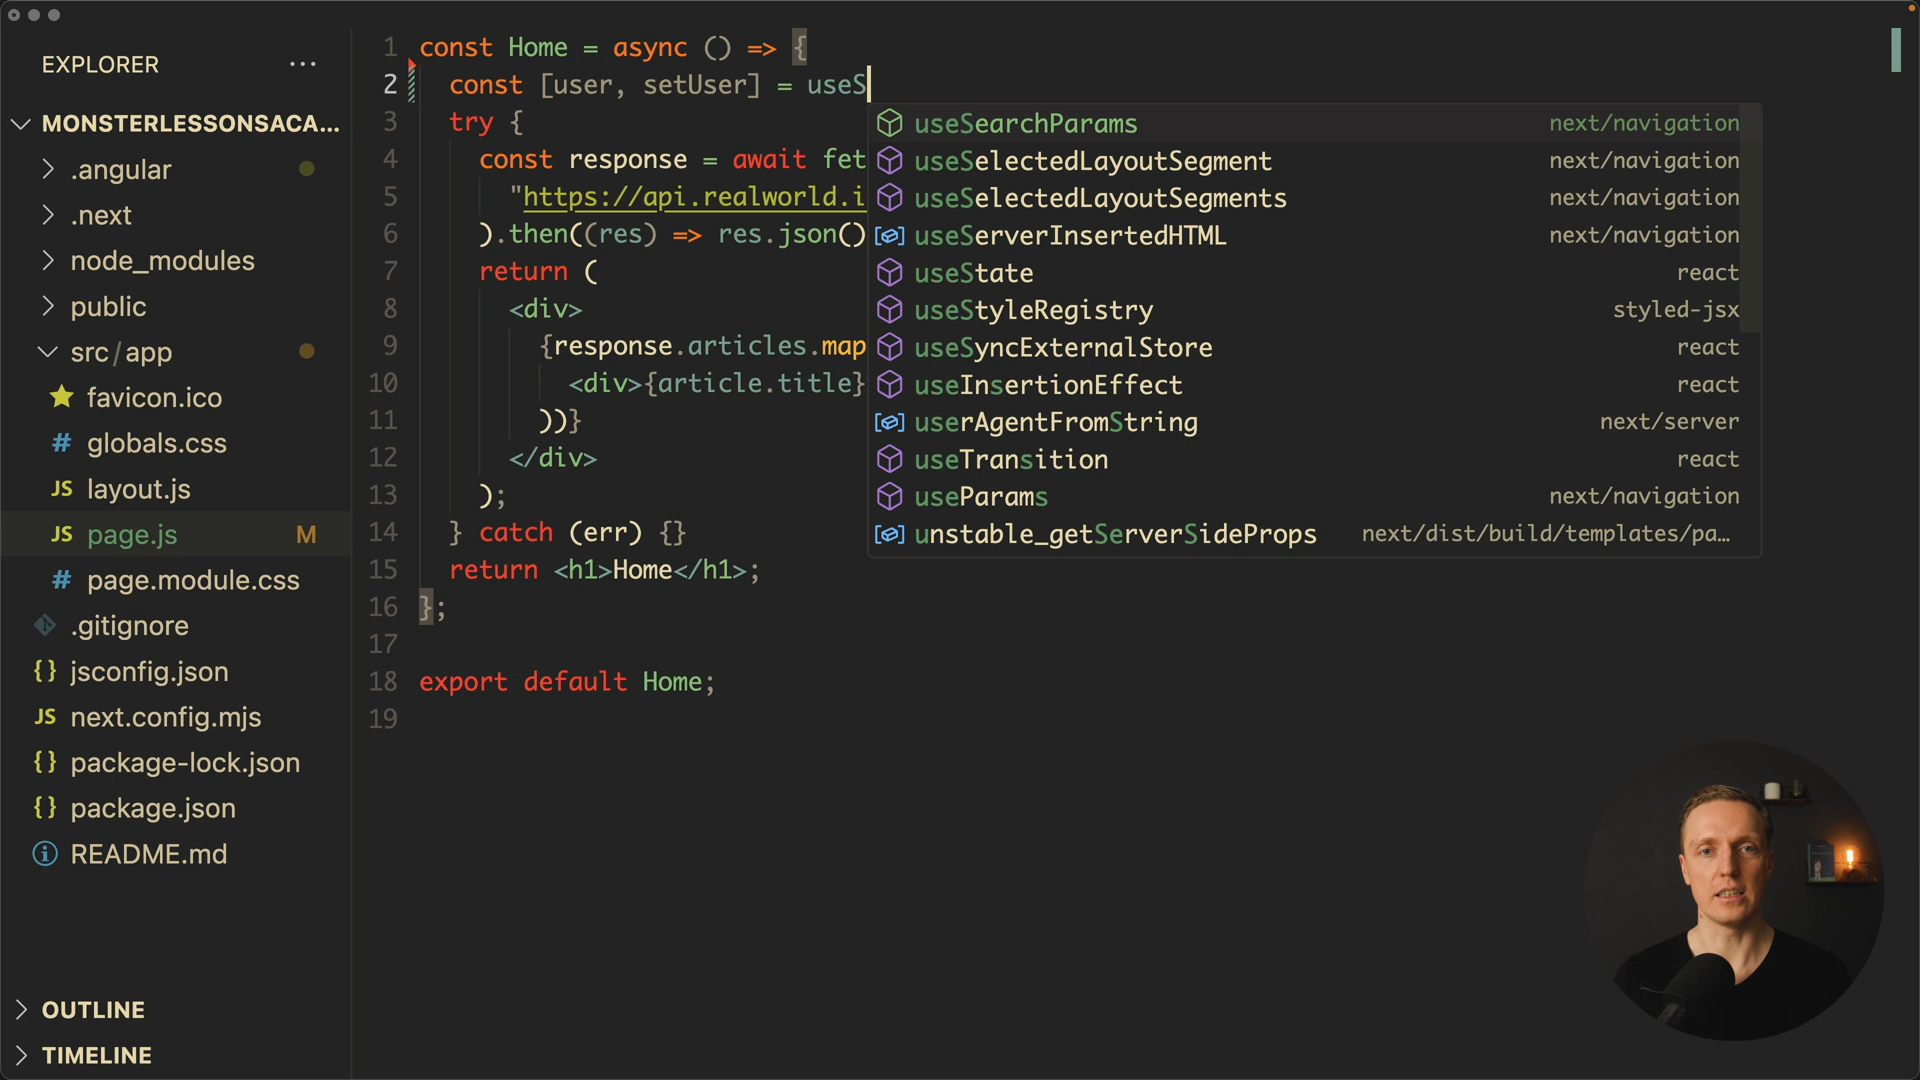 EXPLORER
MONSTERLESSONSACA...
.angular
.next
node_modules
public
src/app
favicon.ico
# globals.css
JS layout.js
JS page.js M
# page.module.css
.gitignore
{} jsconfig.json
JS next.config.mjs
{} package-lock.json
{} package.json
README.md
OUTLINE
TIMELINE
1 const Home = async () => {
2 const [user, setUser] = useS
3 try {
4 const response = await fet
5 "https://api.realworld.i
6 ).then((res) => res.json()
7 return (
8 <div>
9 {response.articles.map
10 <div>{article.title}
11 ))}
12 </div>
13 );
14 } catch (err) {}
15 return <h1>Home</h1>;
16 };
17
18 export default Home;
19
useSearchParams next/navigation
useSelectedLayoutSegment next/navigation
useSelectedLayoutSegments next/navigation
useServerInsertedHTML next/navigation
useState react
useStyleRegistry styled-jsx
useSyncExternalStore react
useInsertionEffect react
userAgentFromString next/server
useTransition react
useParams next/navigation
unstable_getServerSideProps next/dist/build/templates/pa...